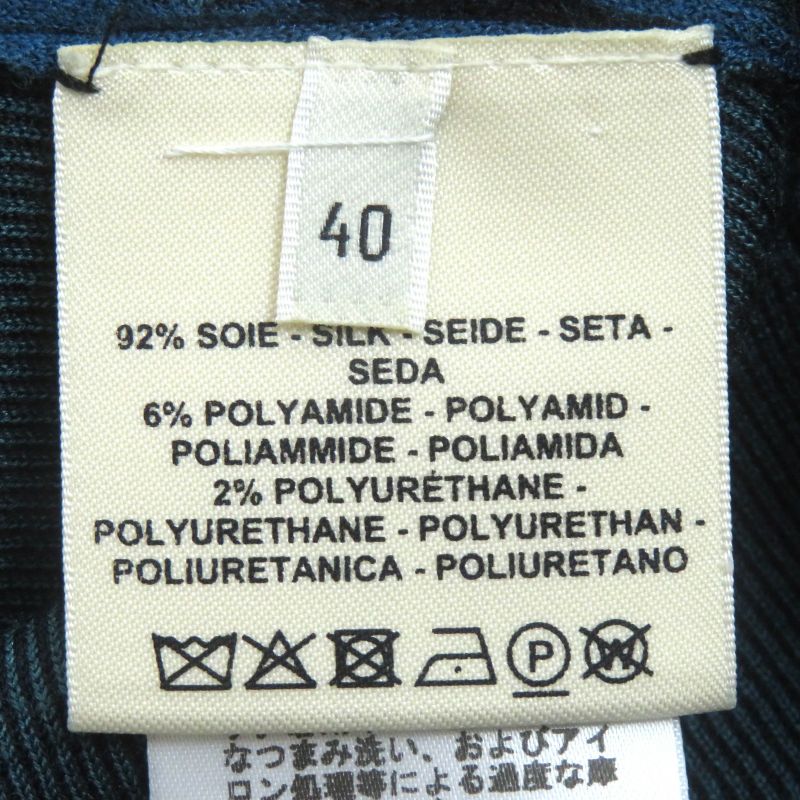 40
92% SOIE - SILK - SEIDE - SETA -
SEDA
6% POLYAMIDE - POLYAMID -
POLIAMMIDE - POLIAMIDA
2% POLYURÉTHANE -
POLYURETHANE - POLYURETHAN -
POLIURETANICA - POLIURETANO
P
W
なつまみ洗い、およびアイ
ロン処理等による過度な摩